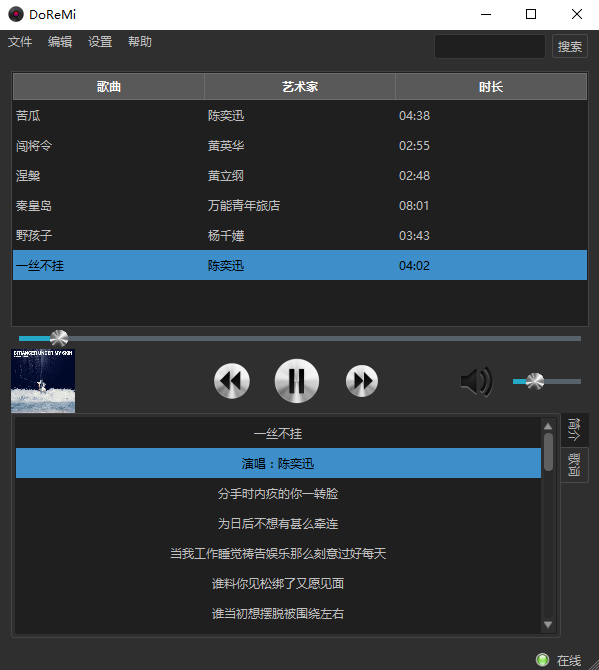 DoReMi
文件 编辑 设置 帮助 搜索
歌曲 艺术家 时长
苦瓜 陈奕迅 04:38
闯将令 黄英华 02:55
涅槃 黄立纲 02:48
秦皇岛 万能青年旅店 08:01
野孩子 杨千嬅 03:43
一丝不挂 陈奕迅 04:02
STRANGER UNDER MY SKIN
一丝不挂
演唱：陈奕迅
分手时内疚的你一转脸
为日后不想有甚么牵连
当我工作睡觉祷告娱乐那么刻意过好每天
谁料你见松绑了又愿见面
谁当初想摆脱被围绕左右
简介
歌词
在线